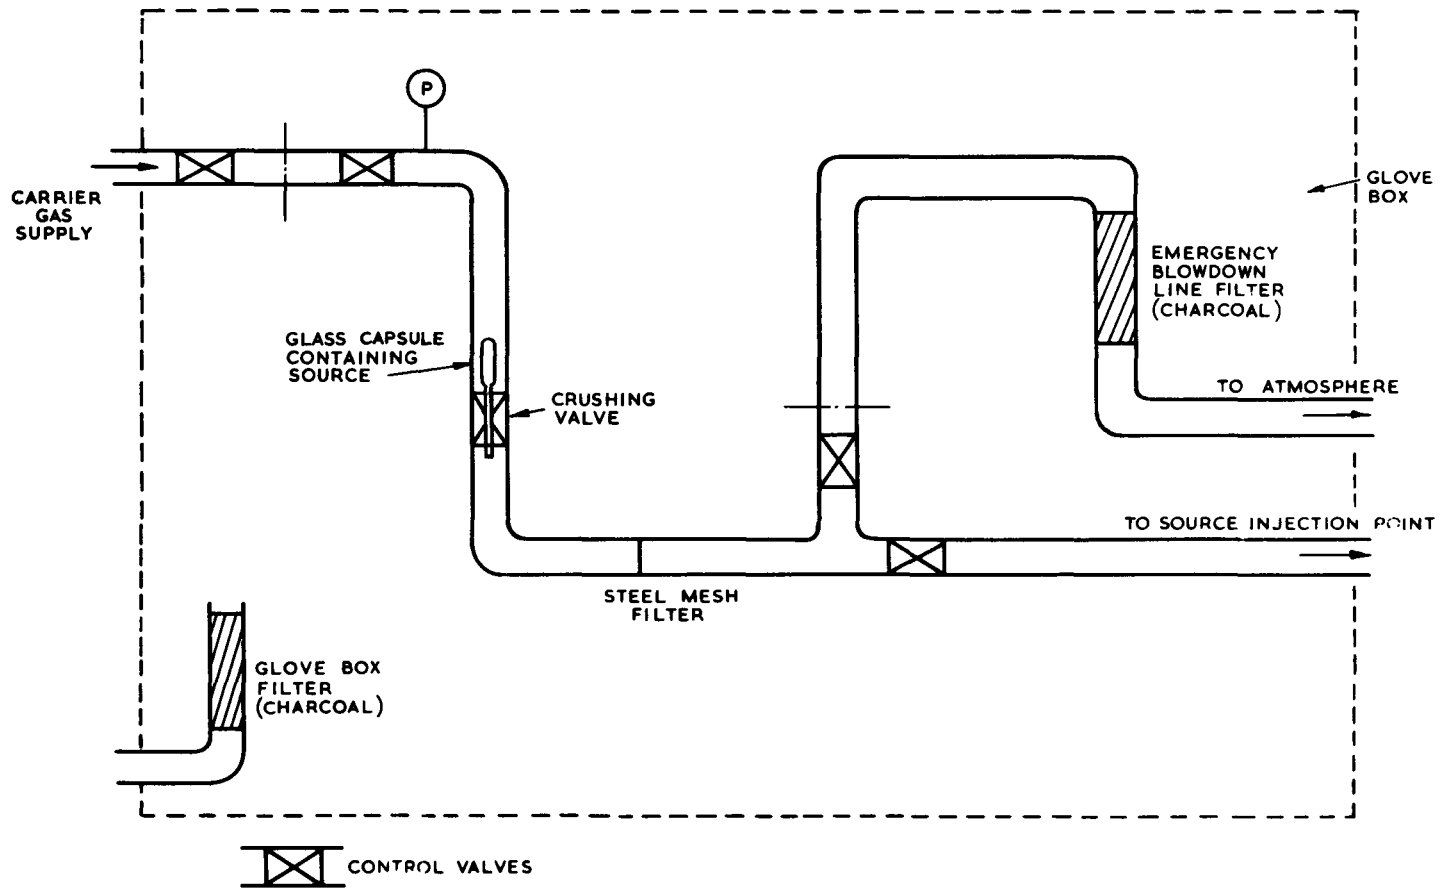 P
CARRIER
GAS
SUPPLY
GLOVE
BOX
EMERGENCY
BLOWDOWN
LINE FILTER
(CHARCOAL)
GLASS CAPSULE
CONTAINING
SOURCE
CRUSHING
VALVE
TO ATMOSPHERE
TO SOURCE INJECTION POINT
STEEL MESH
FILTER
GLOVE BOX
FILTER
(CHARCOAL)
CONTROL VALVES